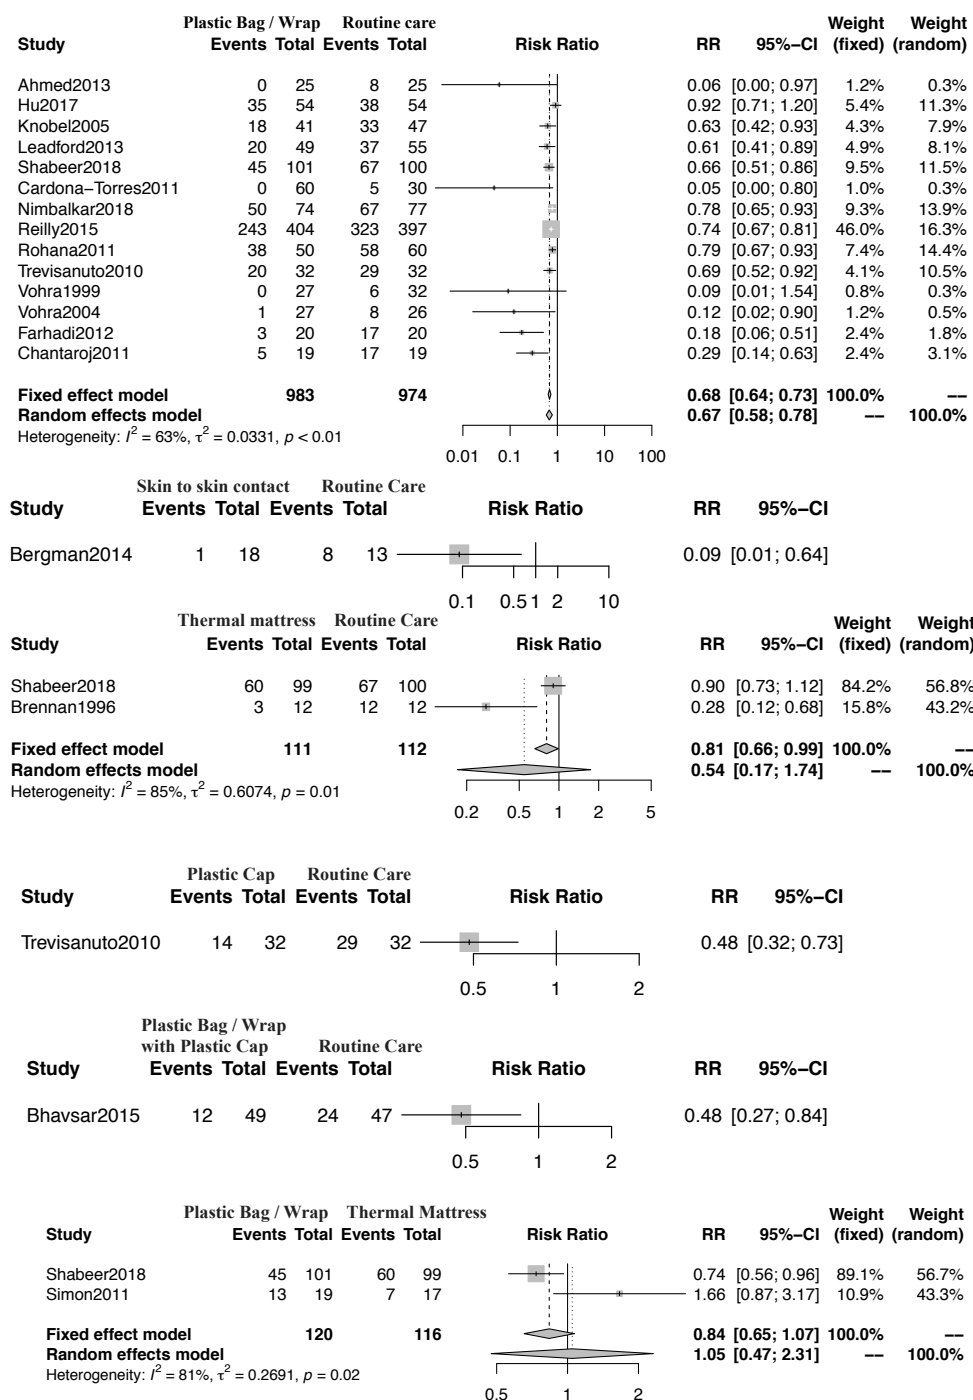 Plastic Bag / Wrap Routine care Weight Weight
Study Events Total Events Total Risk Ratio RR 95%−CI (fixed) (random)
Ahmed2013 0 25 8 25 0.06 [0.00; 0.97] 1.2% 0.3%
Hu2017 35 54 38 54 0.92 [0.71; 1.20] 5.4% 11.3%
Knobel2005 18 41 33 47 0.63 [0.42; 0.93] 4.3% 7.9%
Leadford2013 20 49 37 55 0.61 [0.41; 0.89] 4.9% 8.1%
Shabeer2018 45 101 67 100 0.66 [0.51; 0.86] 9.5% 11.5%
Cardona−Torres2011 0 60 5 30 0.05 [0.00; 0.80] 1.0% 0.3%
Nimbalkar2018 50 74 67 77 0.78 [0.65; 0.93] 9.3% 13.9%
Reilly2015 243 404 323 397 0.74 [0.67; 0.81] 46.0% 16.3%
Rohana2011 38 50 58 60 0.79 [0.67; 0.93] 7.4% 14.4%
Trevisanuto2010 20 32 29 32 0.69 [0.52; 0.92] 4.1% 10.5%
Vohra1999 0 27 6 32 0.09 [0.01; 1.54] 0.8% 0.3%
Vohra2004 1 27 8 26 0.12 [0.02; 0.90] 1.2% 0.5%
Farhadi2012 3 20 17 20 0.18 [0.06; 0.51] 2.4% 1.8%
Chantaroj2011 5 19 17 19 0.29 [0.14; 0.63] 2.4% 3.1%
Fixed effect model 983 974 0.68 [0.64; 0.73] 100.0% −−
Random effects model 0.67 [0.58; 0.78] −− 100.0%
Heterogeneity: I² = 63%, τ² = 0.0331, p < 0.01
0.01 0.1 1 10 100
Skin to skin contact Routine Care
Study Events Total Events Total Risk Ratio RR 95%−CI
Bergman2014 1 18 8 13 0.09 [0.01; 0.64]
0.1 0.5 1 2 10
Thermal mattress Routine Care Weight Weight
Study Events Total Events Total Risk Ratio RR 95%−CI (fixed) (random)
Shabeer2018 60 99 67 100 0.90 [0.73; 1.12] 84.2% 56.8%
Brennan1996 3 12 12 12 0.28 [0.12; 0.68] 15.8% 43.2%
Fixed effect model 111 112 0.81 [0.66; 0.99] 100.0% −−
Random effects model 0.54 [0.17; 1.74] −− 100.0%
Heterogeneity: I² = 85%, τ² = 0.6074, p = 0.01
0.2 0.5 1 2 5
Plastic Cap Routine Care
Study Events Total Events Total Risk Ratio RR 95%−CI
Trevisanuto2010 14 32 29 32 0.48 [0.32; 0.73]
0.5 1 2
Plastic Bag / Wrap
with Plastic Cap Routine Care
Study Events Total Events Total Risk Ratio RR 95%−CI
Bhavsar2015 12 49 24 47 0.48 [0.27; 0.84]
0.5 1 2
Plastic Bag / Wrap Thermal Mattress Weight Weight
Study Events Total Events Total Risk Ratio RR 95%−CI (fixed) (random)
Shabeer2018 45 101 60 99 0.74 [0.56; 0.96] 89.1% 56.7%
Simon2011 13 19 7 17 1.66 [0.87; 3.17] 10.9% 43.3%
Fixed effect model 120 116 0.84 [0.65; 1.07] 100.0% −−
Random effects model 1.05 [0.47; 2.31] −− 100.0%
Heterogeneity: I² = 81%, τ² = 0.2691, p = 0.02
0.5 1 2